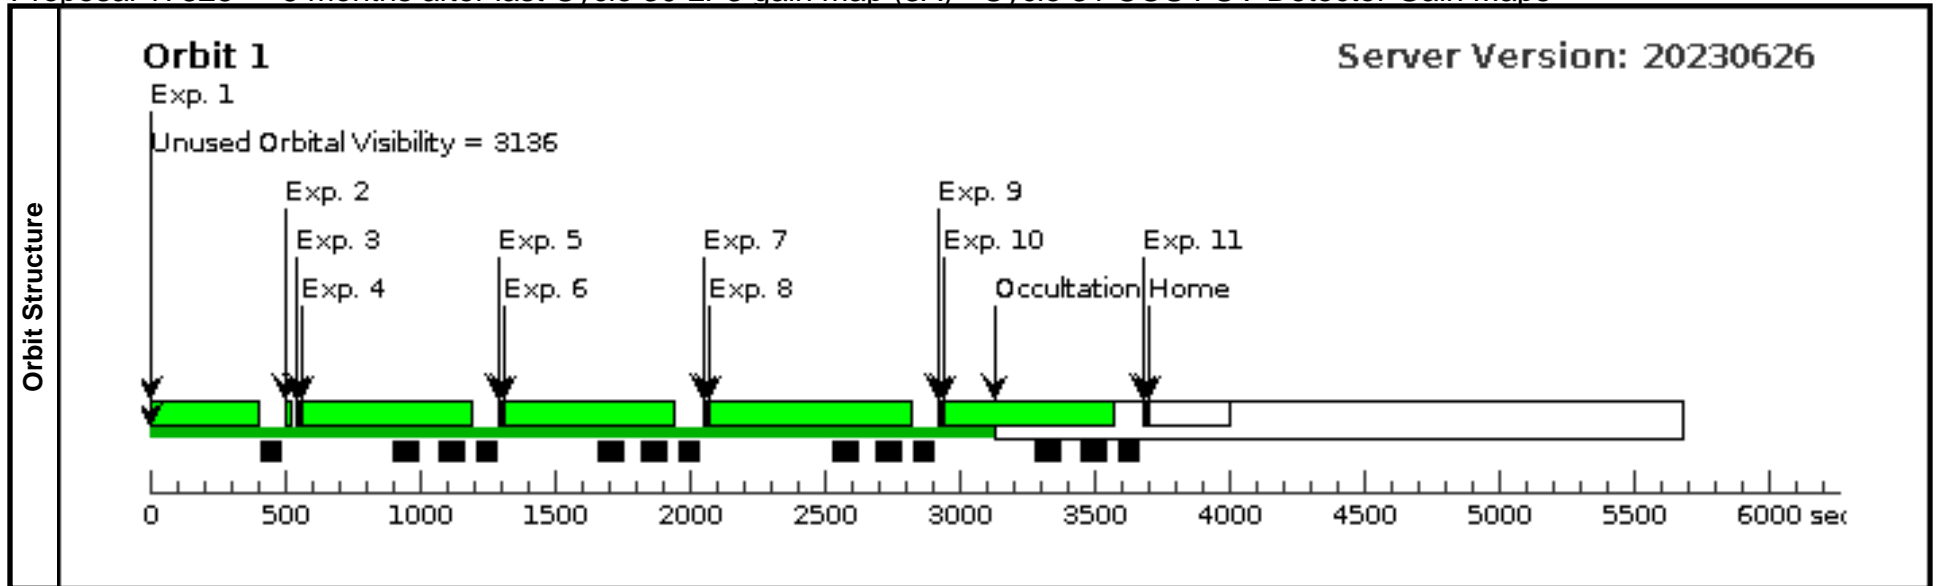 Orbit Structure
Orbit 1
Server Version: 20230626
Exp. 1
Unused Orbital Visibility = 3136
Exp. 2
Exp. 9
Exp. 3
Exp. 5
Exp. 7
Exp. 10
Exp. 11
Exp. 4
Exp. 6
Exp. 8
Occultation
Home
0 500 1000 1500 2000 2500 3000 3500 4000 4500 5000 5500 6000 sec